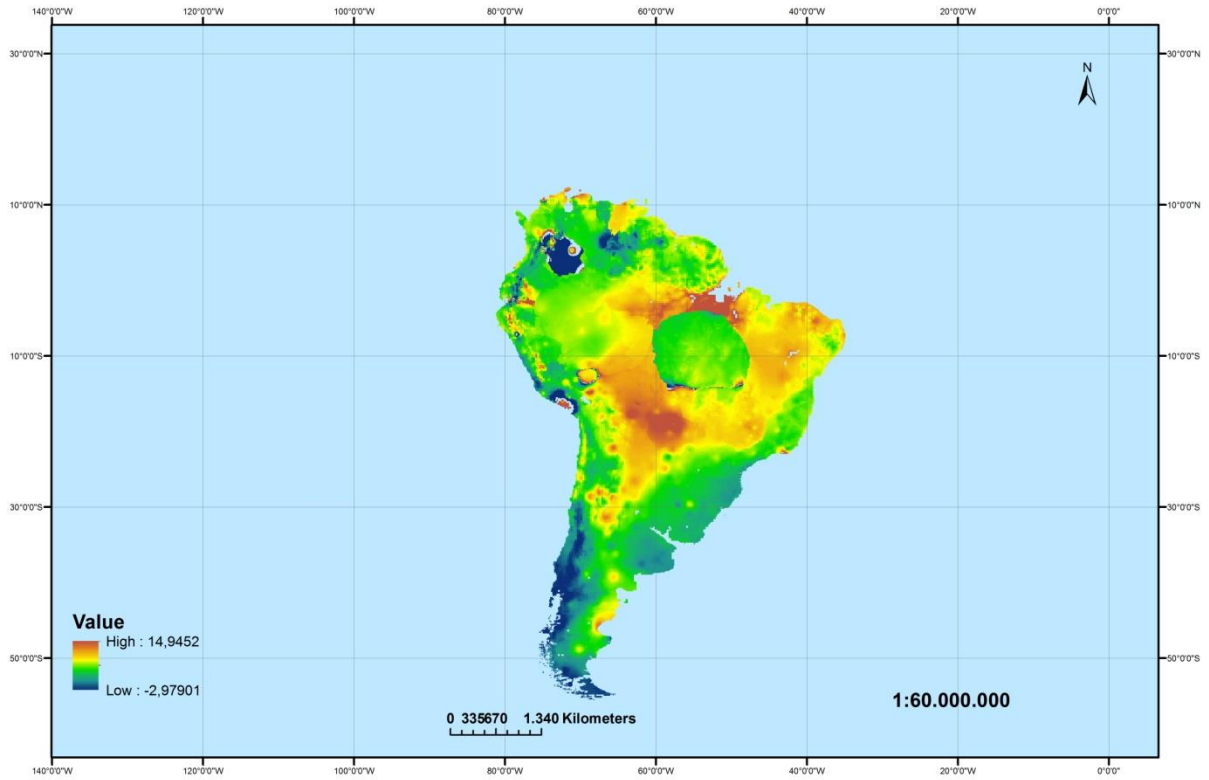 140°0'0"W 120°0'0"W 100°0'0"W 80°0'0"W 60°0'0"W 40°0'0"W 20°0'0"W 0°0'0"
30°0'0"N 30°0'0"N
N
10°0'0"N 10°0'0"N
10°0'0"S 10°0'0"S
30°0'0"S 30°0'0"S
Value
High : 14,9452
50°0'0"S 50°0'0"S
Low : -2,97901
1:60.000.000
0 335670 1.340 Kilometers
140°0'0"W 120°0'0"W 100°0'0"W 80°0'0"W 60°0'0"W 40°0'0"W 20°0'0"W 0°0'0"